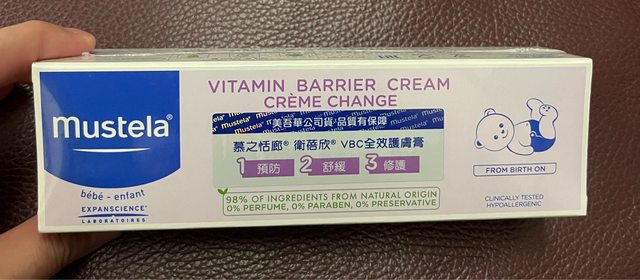 VITAMIN BARRIER CREAM
CRÈME CHANGE
mustela®
Mustela® Mustela® Mustela®
美吾華公司貨·品質有保障
慕之恬廊® 衛蓓欣® VBC全效護膚膏
1 預防 2 舒緩 3 修護
FROM BIRTH ON
bébé - enfant
EXPANSCIENCE®
LABORATOIRES
98% OF INGREDIENTS FROM NATURAL ORIGIN
0% PERFUME, 0% PARABEN, 0% PRESERVATIVE
CLINICALLY TESTED
HYPOALLERGENIC